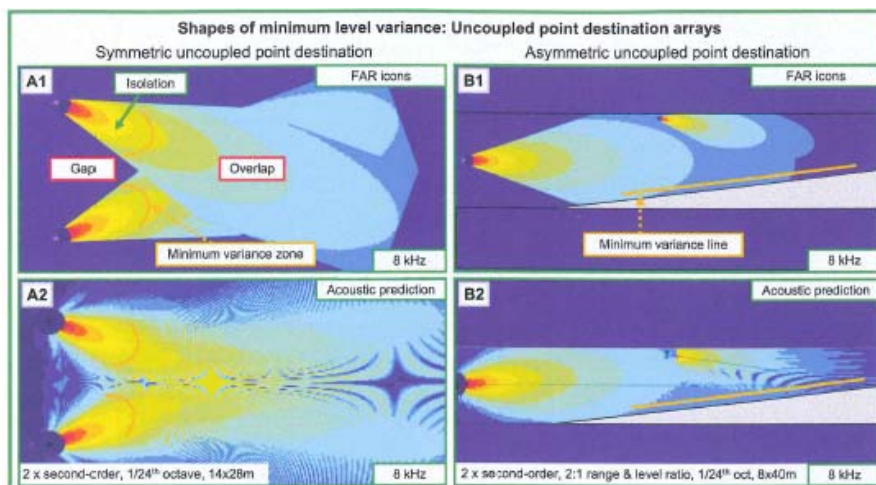 Shapes of minimum level variance: Uncoupled point destination arrays
Symmetric uncoupled point destination
Asymmetric uncoupled point destination
A1
FAR icons
Isolation
Gap
Overlap
Minimum variance zone
8 kHz
B1
FAR icons
Minimum variance line
8 kHz
A2
Acoustic prediction
2 x second-order, 1/24th octave, 14x28m
8 kHz
B2
Acoustic prediction
2 x second-order, 2:1 range & level ratio, 1/24th oct, 8x40m
8 kHz